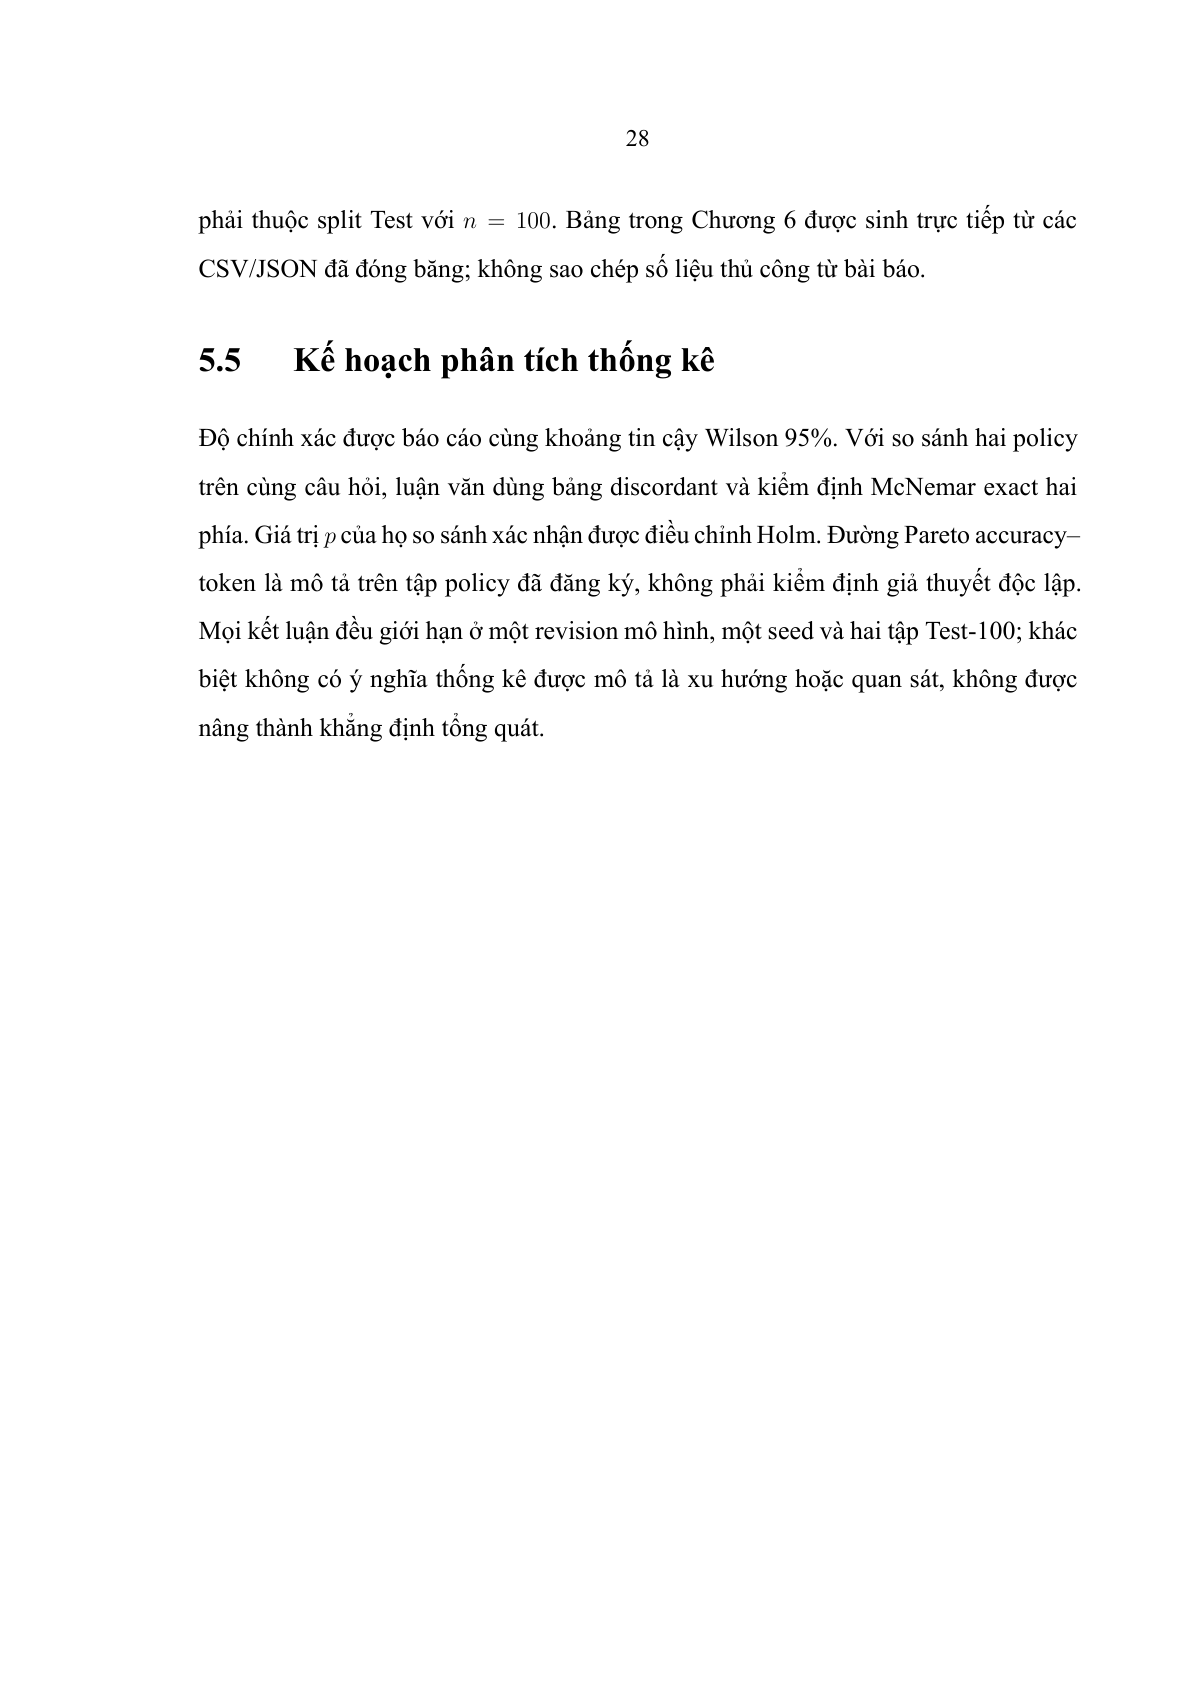 28
phải thuộc split Test với n = 100. Bảng trong Chương 6 được sinh trực tiếp từ các
CSV/JSON đã đóng băng; không sao chép số liệu thủ công từ bài báo.
5.5 Kế hoạch phân tích thống kê
Độ chính xác được báo cáo cùng khoảng tin cậy Wilson 95%. Với so sánh hai policy
trên cùng câu hỏi, luận văn dùng bảng discordant và kiểm định McNemar exact hai
phía. Giá trị p của họ so sánh xác nhận được điều chỉnh Holm. Đường Pareto accuracy–
token là mô tả trên tập policy đã đăng ký, không phải kiểm định giả thuyết độc lập.
Mọi kết luận đều giới hạn ở một revision mô hình, một seed và hai tập Test-100; khác
biệt không có ý nghĩa thống kê được mô tả là xu hướng hoặc quan sát, không được
nâng thành khẳng định tổng quát.